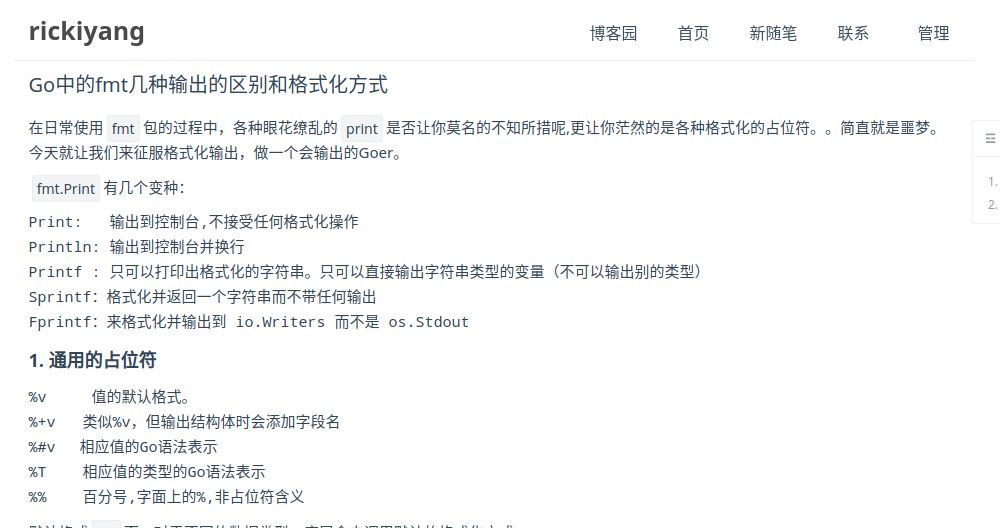 rickiyang
博客园 首页 新随笔 联系 管理
Go中的fmt几种输出的区别和格式化方式
在日常使用 fmt 包的过程中，各种眼花缭乱的 print 是否让你莫名的不知所措呢,更让你茫然的是各种格式化的占位符。。简直就是噩梦。
今天就让我们来征服格式化输出，做一个会输出的Goer。
fmt.Print 有几个变种：
Print:   输出到控制台,不接受任何格式化操作
Println: 输出到控制台并换行
Printf : 只可以打印出格式化的字符串。只可以直接输出字符串类型的变量（不可以输出别的类型）
Sprintf：格式化并返回一个字符串而不带任何输出
Fprintf：来格式化并输出到 io.Writers 而不是 os.Stdout
1. 通用的占位符
%v     值的默认格式。
%+v   类似%v，但输出结构体时会添加字段名
%#v   相应值的Go语法表示
%T    相应值的类型的Go语法表示
%%    百分号,字面上的%,非占位符含义
1.
2.